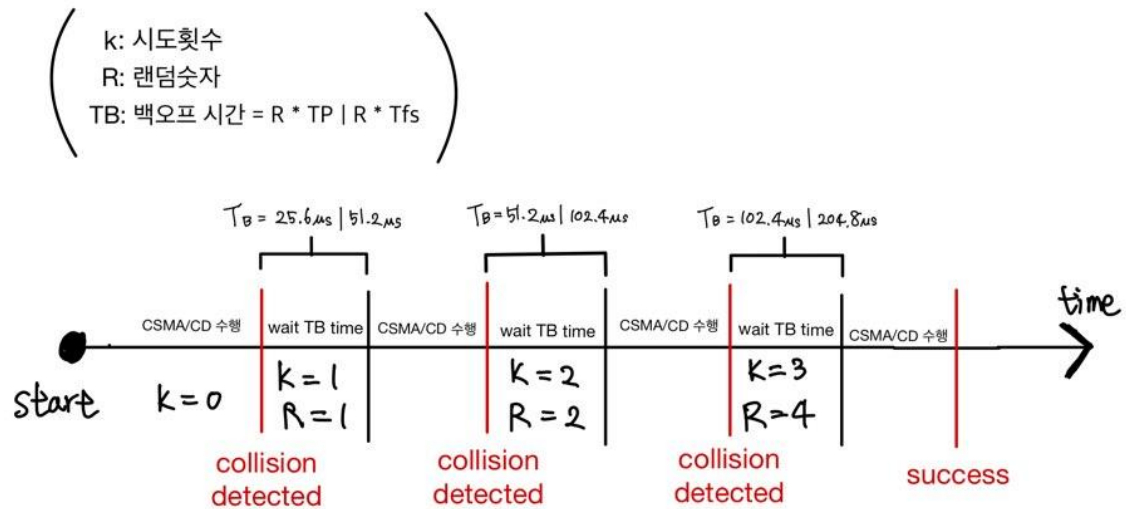 k: 시도횟수
R: 랜덤숫자
TB: 백오프 시간 = R * TP | R * Tfs
TB = 25.6μs | 51.2μs
TB=51.2μs | 102.4μs
TB=102.4μs | 204.8μs
time
CSMA/CD 수행
wait TB time
CSMA/CD 수행
wait TB time
CSMA/CD 수행
wait TB time
CSMA/CD 수행
start
K=0
K=1
R=1
K=2
R=2
K=3
R=4
collision
detected
collision
detected
collision
detected
success